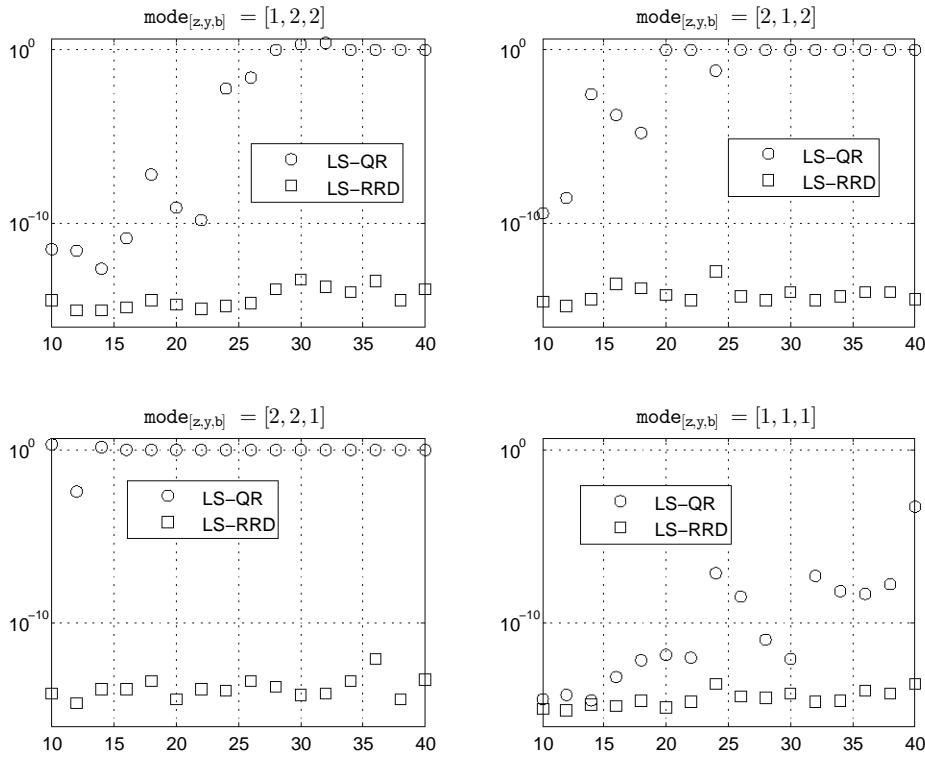 mode[z,y,b] = [1, 2, 2]
10^0
10^-10
LS-QR
LS-RRD
10 15 20 25 30 35 40
mode[z,y,b] = [2, 1, 2]
10^0
10^-10
LS-QR
LS-RRD
10 15 20 25 30 35 40
mode[z,y,b] = [2, 2, 1]
10^0
10^-10
LS-QR
LS-RRD
10 15 20 25 30 35 40
mode[z,y,b] = [1, 1, 1]
10^0
10^-10
LS-QR
LS-RRD
10 15 20 25 30 35 40